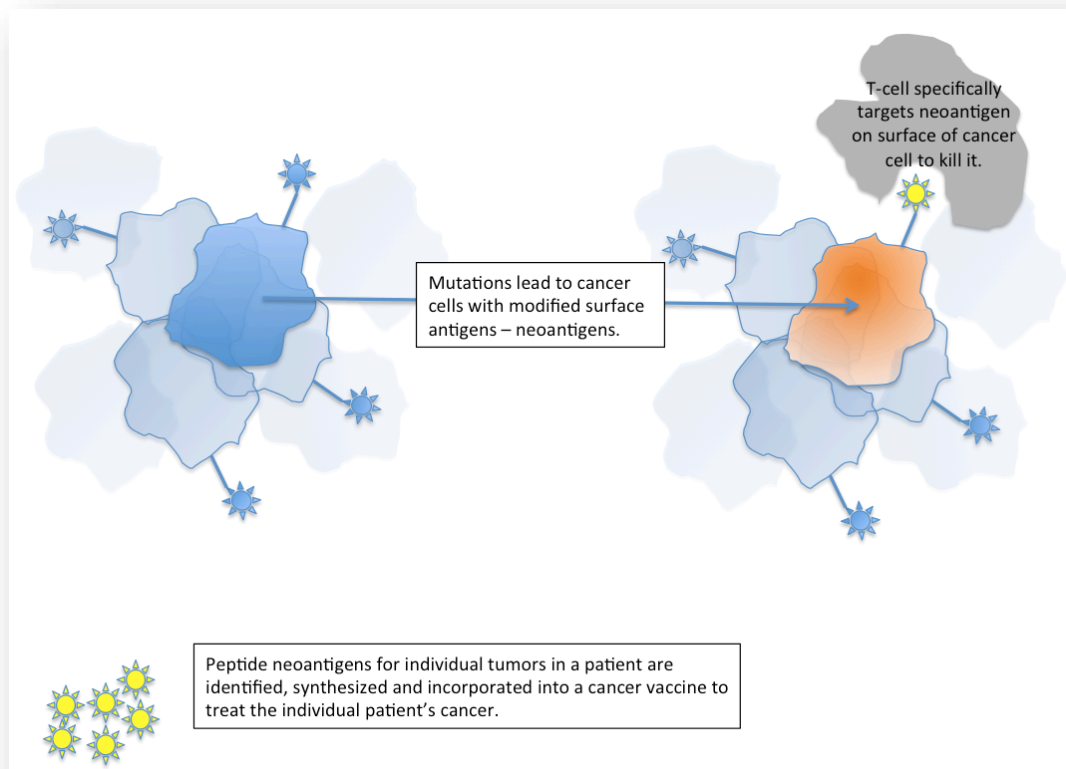 T-cell specifically
targets neoantigen
on surface of cancer
cell to kill it.
Mutations lead to cancer
cells with modified surface
antigens – neoantigens.
Peptide neoantigens for individual tumors in a patient are
identified, synthesized and incorporated into a cancer vaccine to
treat the individual patient's cancer.